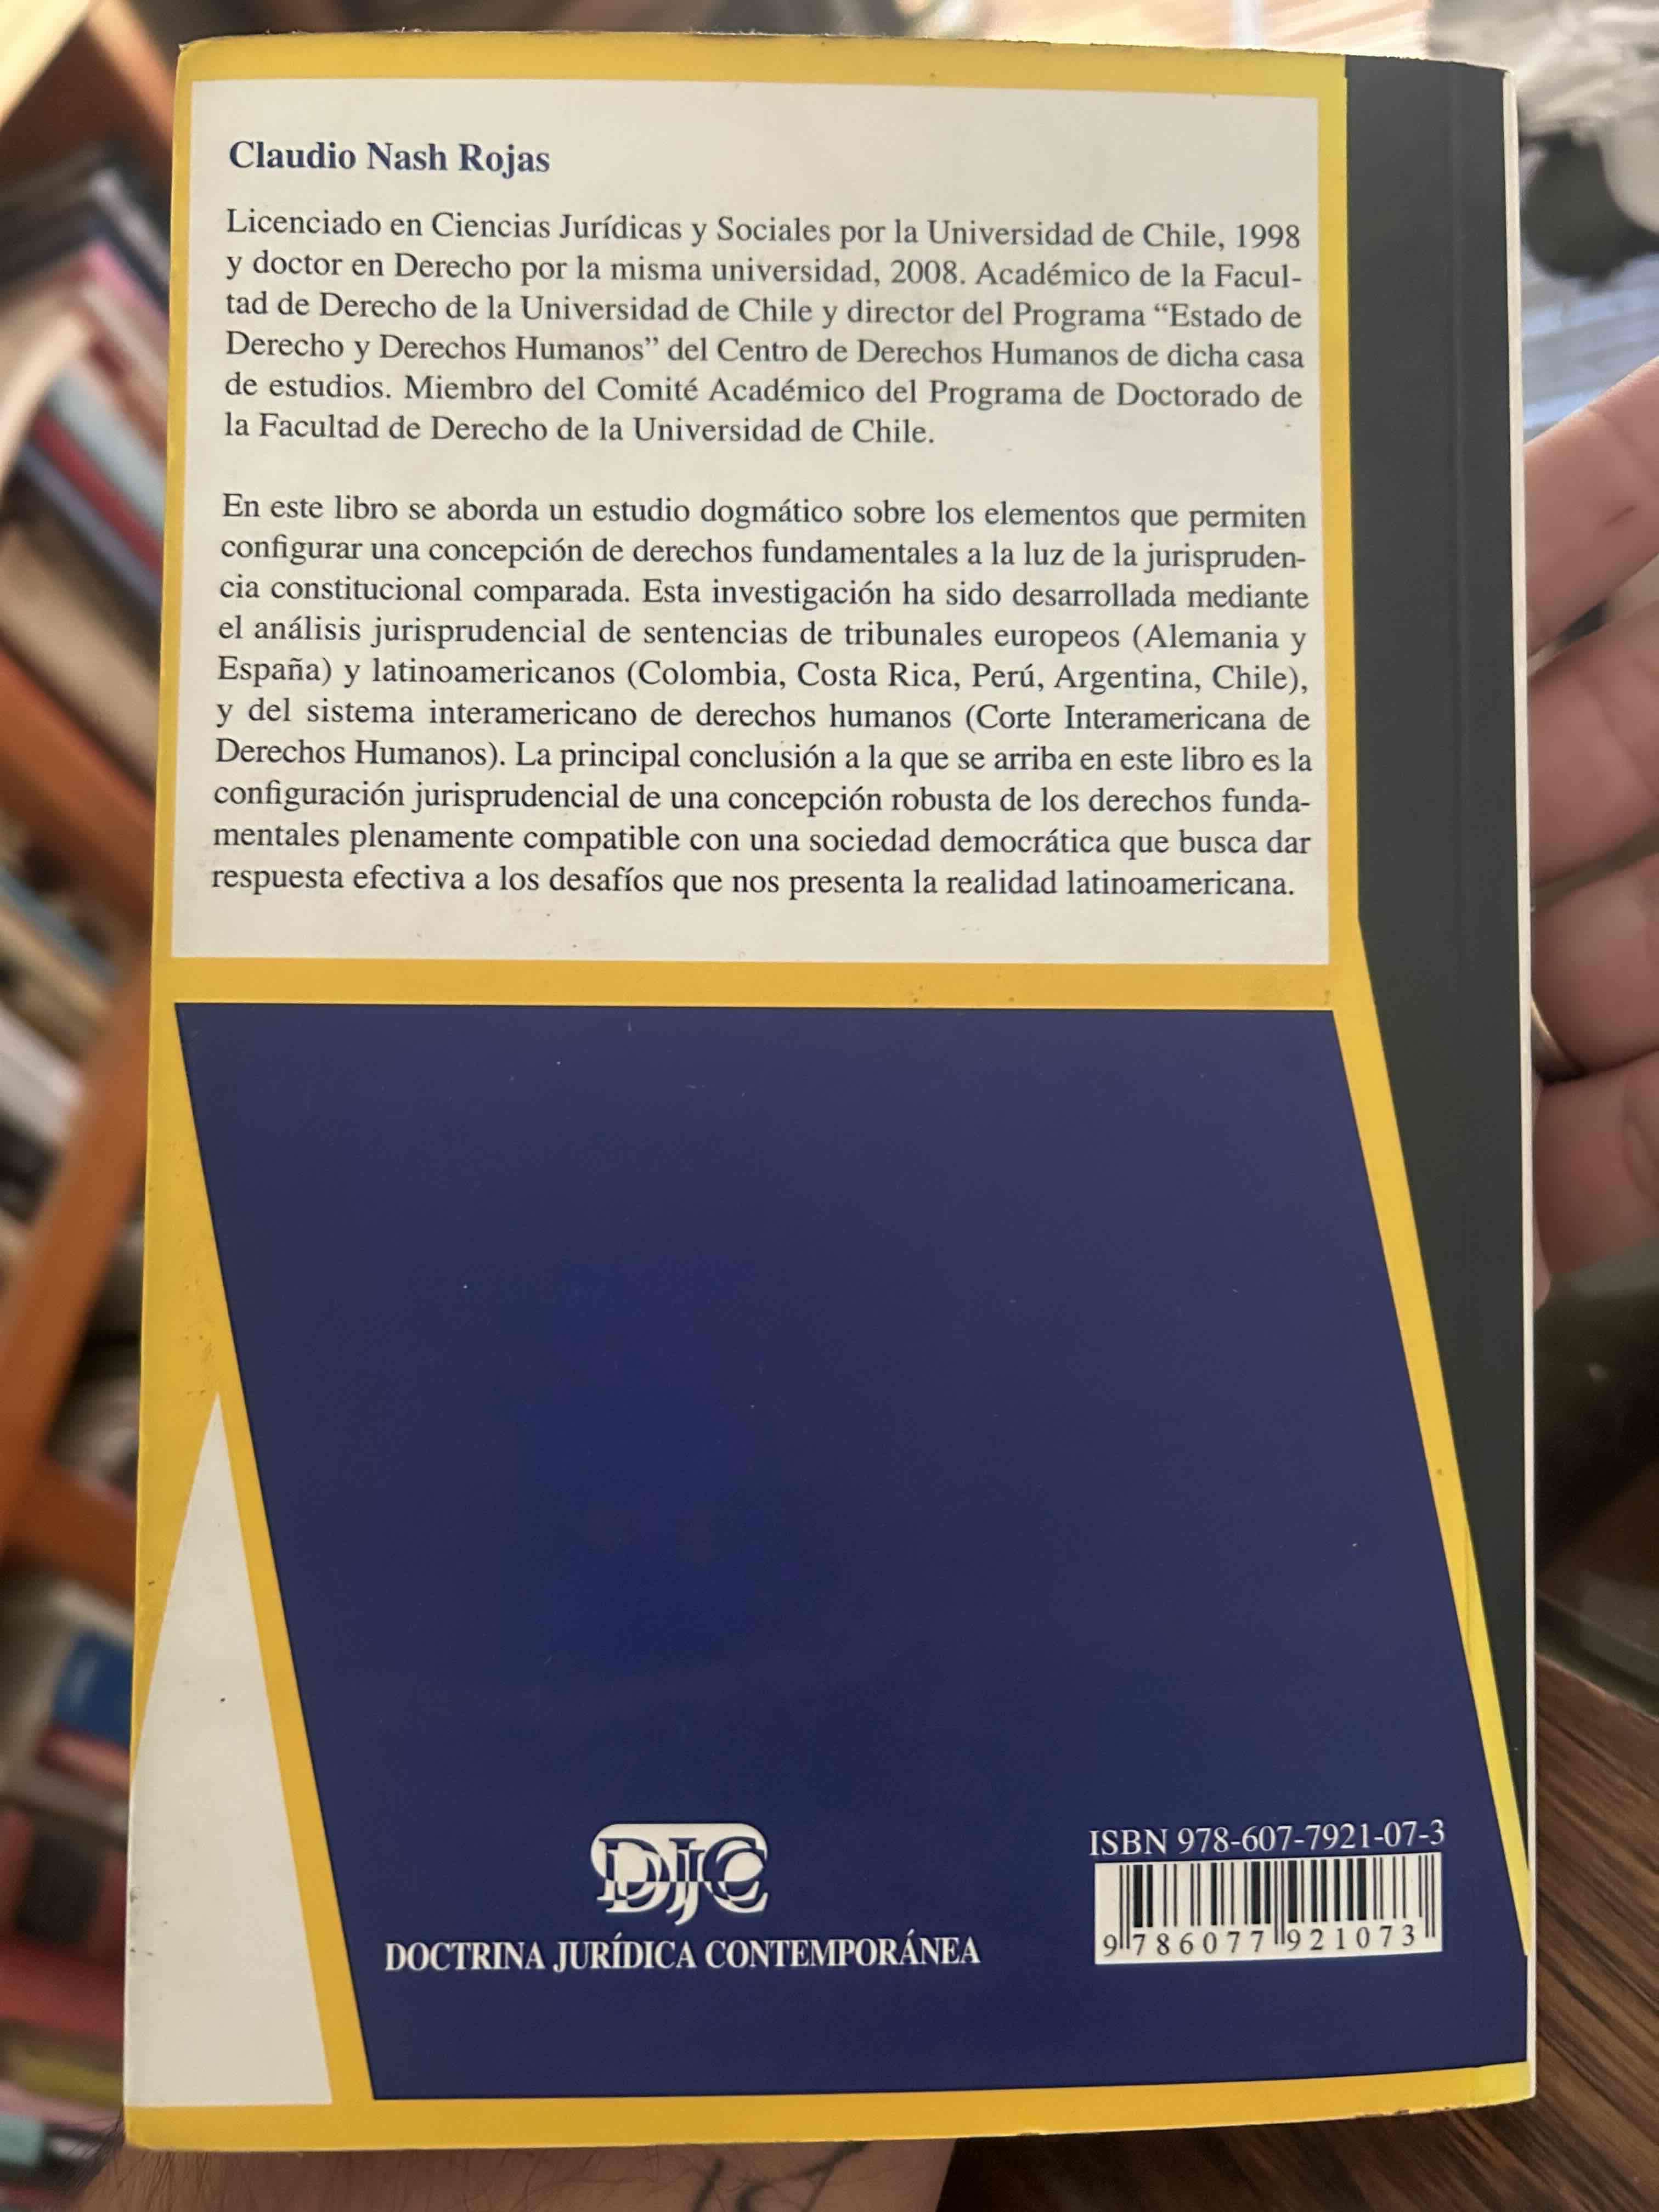 Claudio Nash Rojas
Licenciado en Ciencias Jurídicas y Sociales por la Universidad de Chile, 1998
y doctor en Derecho por la misma universidad, 2008. Académico de la Facul-
tad de Derecho de la Universidad de Chile y director del Programa “Estado de
Derecho y Derechos Humanos” del Centro de Derechos Humanos de dicha casa
de estudios. Miembro del Comité Académico del Programa de Doctorado de
la Facultad de Derecho de la Universidad de Chile.
En este libro se aborda un estudio dogmático sobre los elementos que permiten
configurar una concepción de derechos fundamentales a la luz de la jurispruden-
cia constitucional comparada. Esta investigación ha sido desarrollada mediante
el análisis jurisprudencial de sentencias de tribunales europeos (Alemania y
España) y latinoamericanos (Colombia, Costa Rica, Perú, Argentina, Chile),
y del sistema interamericano de derechos humanos (Corte Interamericana de
Derechos Humanos). La principal conclusión a la que se arriba en este libro es la
configuración jurisprudencial de una concepción robusta de los derechos funda-
mentales plenamente compatible con una sociedad democrática que busca dar
respuesta efectiva a los desafíos que nos presenta la realidad latinoamericana.
DJC
DOCTRINA JURÍDICA CONTEMPORÁNEA
ISBN 978-607-7921-07-3
9 786077 921073